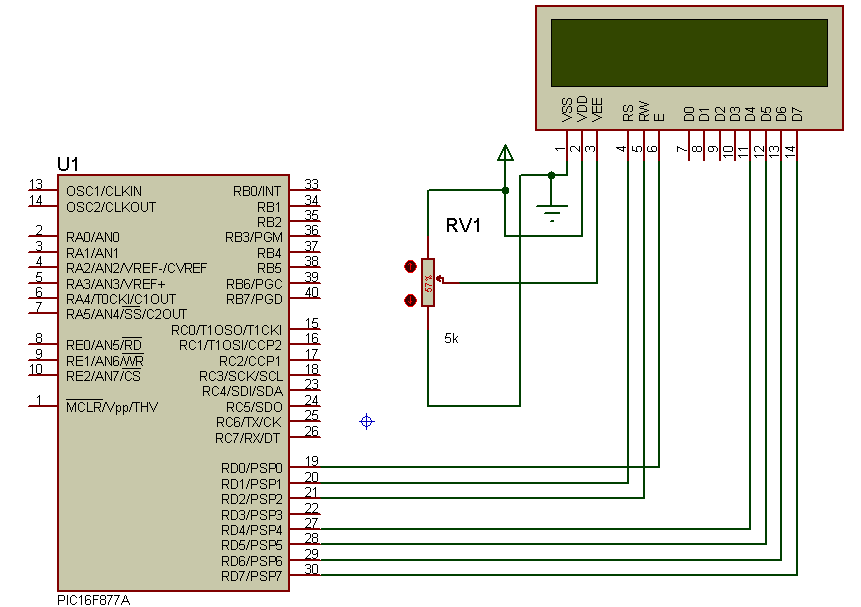 VSS
VDD
VEE
RS
RW
E
D0
D1
D2
D3
D4
D5
D6
D7
1
2
3
4
5
6
7
8
9
10
11
12
13
14
U1
13 OSC1/CLKIN RB0/INT 33
14 OSC2/CLKOUT RB1 34
RB2 35
2 RA0/AN0 RB3/PGM 36
3 RA1/AN1 RB4 37
4 RA2/AN2/VREF-/CVREF RB5 38
5 RA3/AN3/VREF+ RB6/PGC 39
6 RA4/T0CKI/C1OUT RB7/PGD 40
7 RA5/AN4/SS/C2OUT
RC0/T1OSO/T1CKI 15
8 RE0/AN5/RD RC1/T1OSI/CCP2 16
9 RE1/AN6/WR RC2/CCP1 17
10 RE2/AN7/CS RC3/SCK/SCL 18
RC4/SDI/SDA 23
1 MCLR/Vpp/THV RC5/SDO 24
RC6/TX/CK 25
RC7/RX/DT 26
RD0/PSP0 19
RD1/PSP1 20
RD2/PSP2 21
RD3/PSP3 22
RD4/PSP4 27
RD5/PSP5 28
RD6/PSP6 29
RD7/PSP7 30
PIC16F877A
RV1
57%
5k